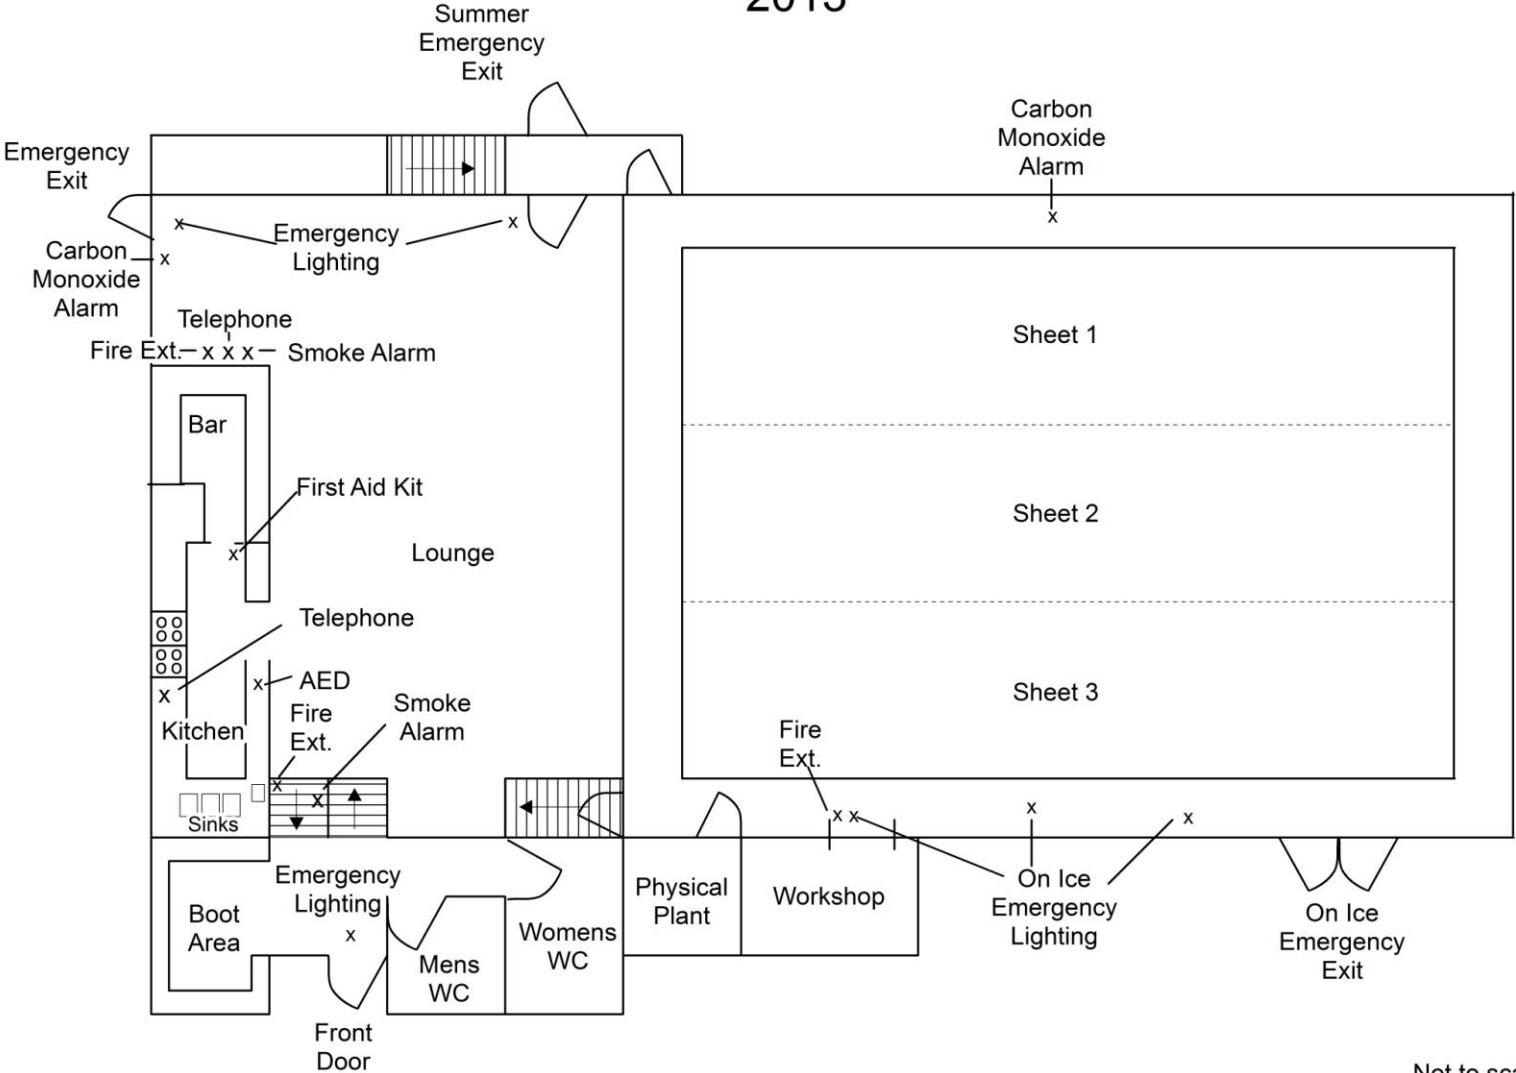 2015
Summer
Emergency
Exit
Carbon
Monoxide
Alarm
Emergency
Exit
Emergency
Lighting
Carbon
Monoxide
Alarm
x
x
x
x
Telephone
Fire Ext. x x x Smoke Alarm
Sheet 1
Bar
First Aid Kit
x
Sheet 2
Lounge
Telephone
x
AED
x
Fire
Ext.
x
Smoke
Alarm
x
Sheet 3
Kitchen
Fire
Ext.
x x
x
x
Sinks
Emergency
Lighting
x
Boot
Area
Mens
WC
Womens
WC
Physical
Plant
Workshop
On Ice
Emergency
Lighting
On Ice
Emergency
Exit
Front
Door
Not to